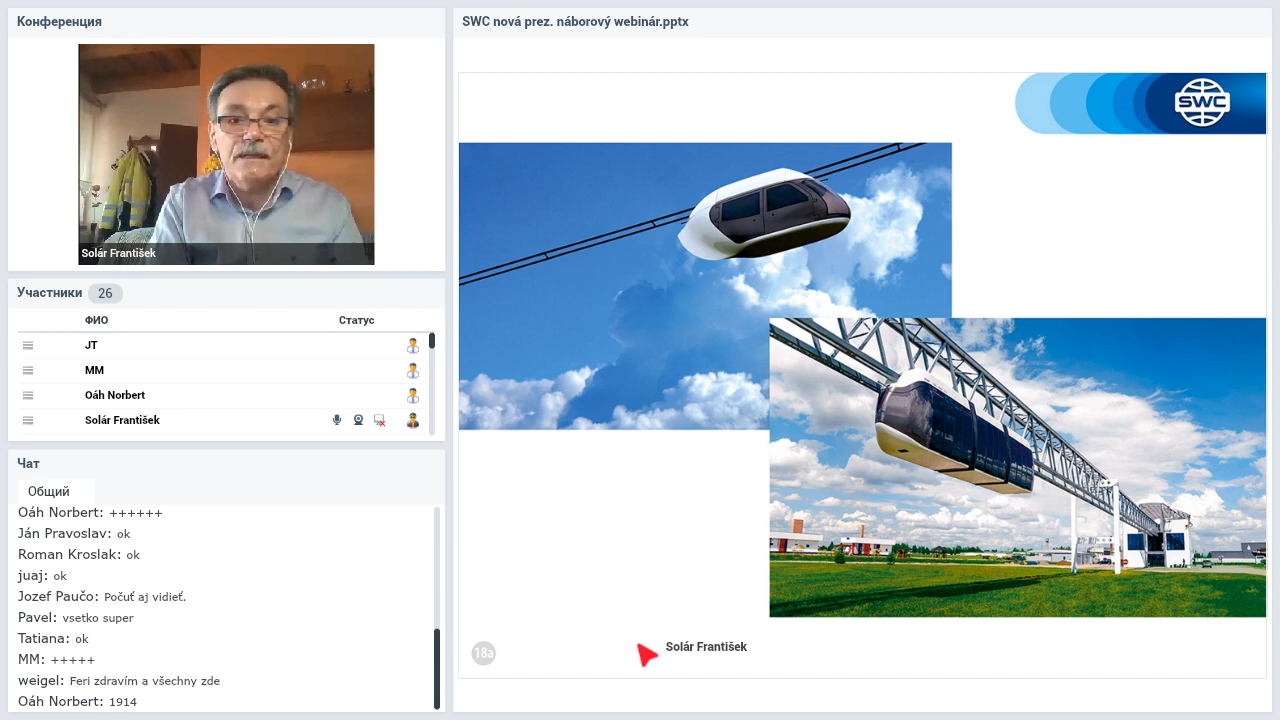 Конференция
Solár František
Участники 26
ФИО Статус
JT
MM
Oáh Norbert
Solár František
Чат
Общий
Oáh Norbert: ++++++
Ján Pravoslav: ok
Roman Kroslak: ok
juaj: ok
Jozef Paučo: Počuť aj vidieť.
Pavel: vsetko super
Tatiana: ok
MM: +++++
weigel: Feri zdravím a všechny zde
Oáh Norbert: 1914
SWC nová prez. náborový webinár.pptx
SWC
18a
Solár František